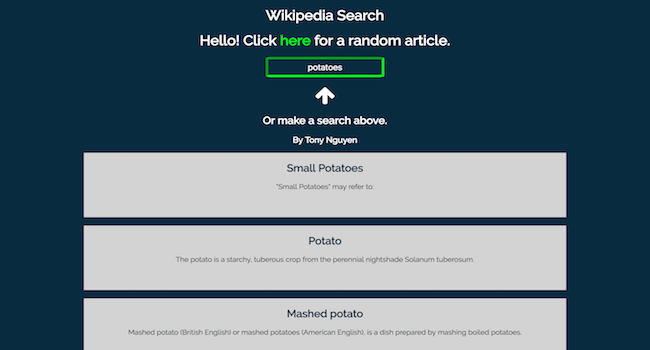 Wikipedia Search
Hello! Click here for a random article.
potatoes
Or make a search above.
By Tony Nguyen
Small Potatoes
"Small Potatoes" may refer to:
Potato
The potato is a starchy, tuberous crop from the perennial nightshade Solanum tuberosum.
Mashed potato
Mashed potato (British English) or mashed potatoes (American English), is a dish prepared by mashing boiled potatoes.